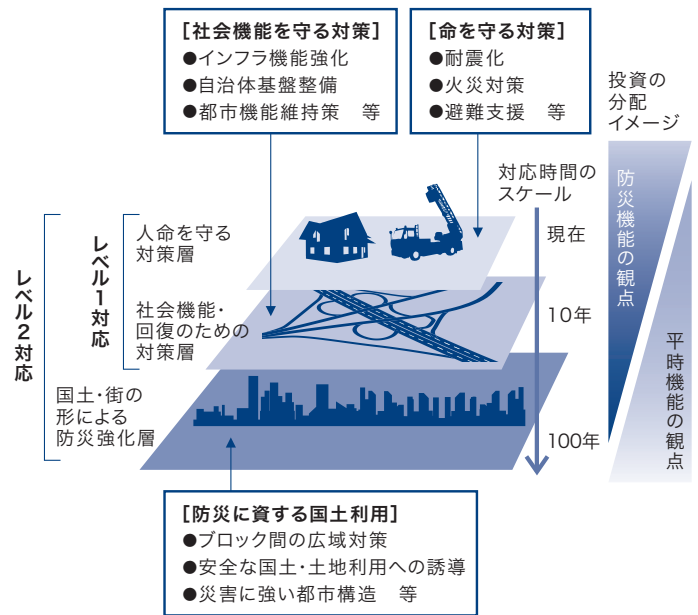 [社会機能を守る対策]
●インフラ機能強化
●自治体基盤整備
●都市機能維持策　等
[命を守る対策]
●耐震化
●火災対策
●避難支援　等
投資の
分配
イメージ
対応時間の
スケール
現在
10年
100年
防災機能の観点
平時機能の観点
レベル2対応
レベル1対応
人命を守る
対策層
社会機能・
回復のための
対策層
国土・街の
形による
防災強化層
[防災に資する国土利用]
●ブロック間の広域対策
●安全な国土・土地利用への誘導
●災害に強い都市構造　等